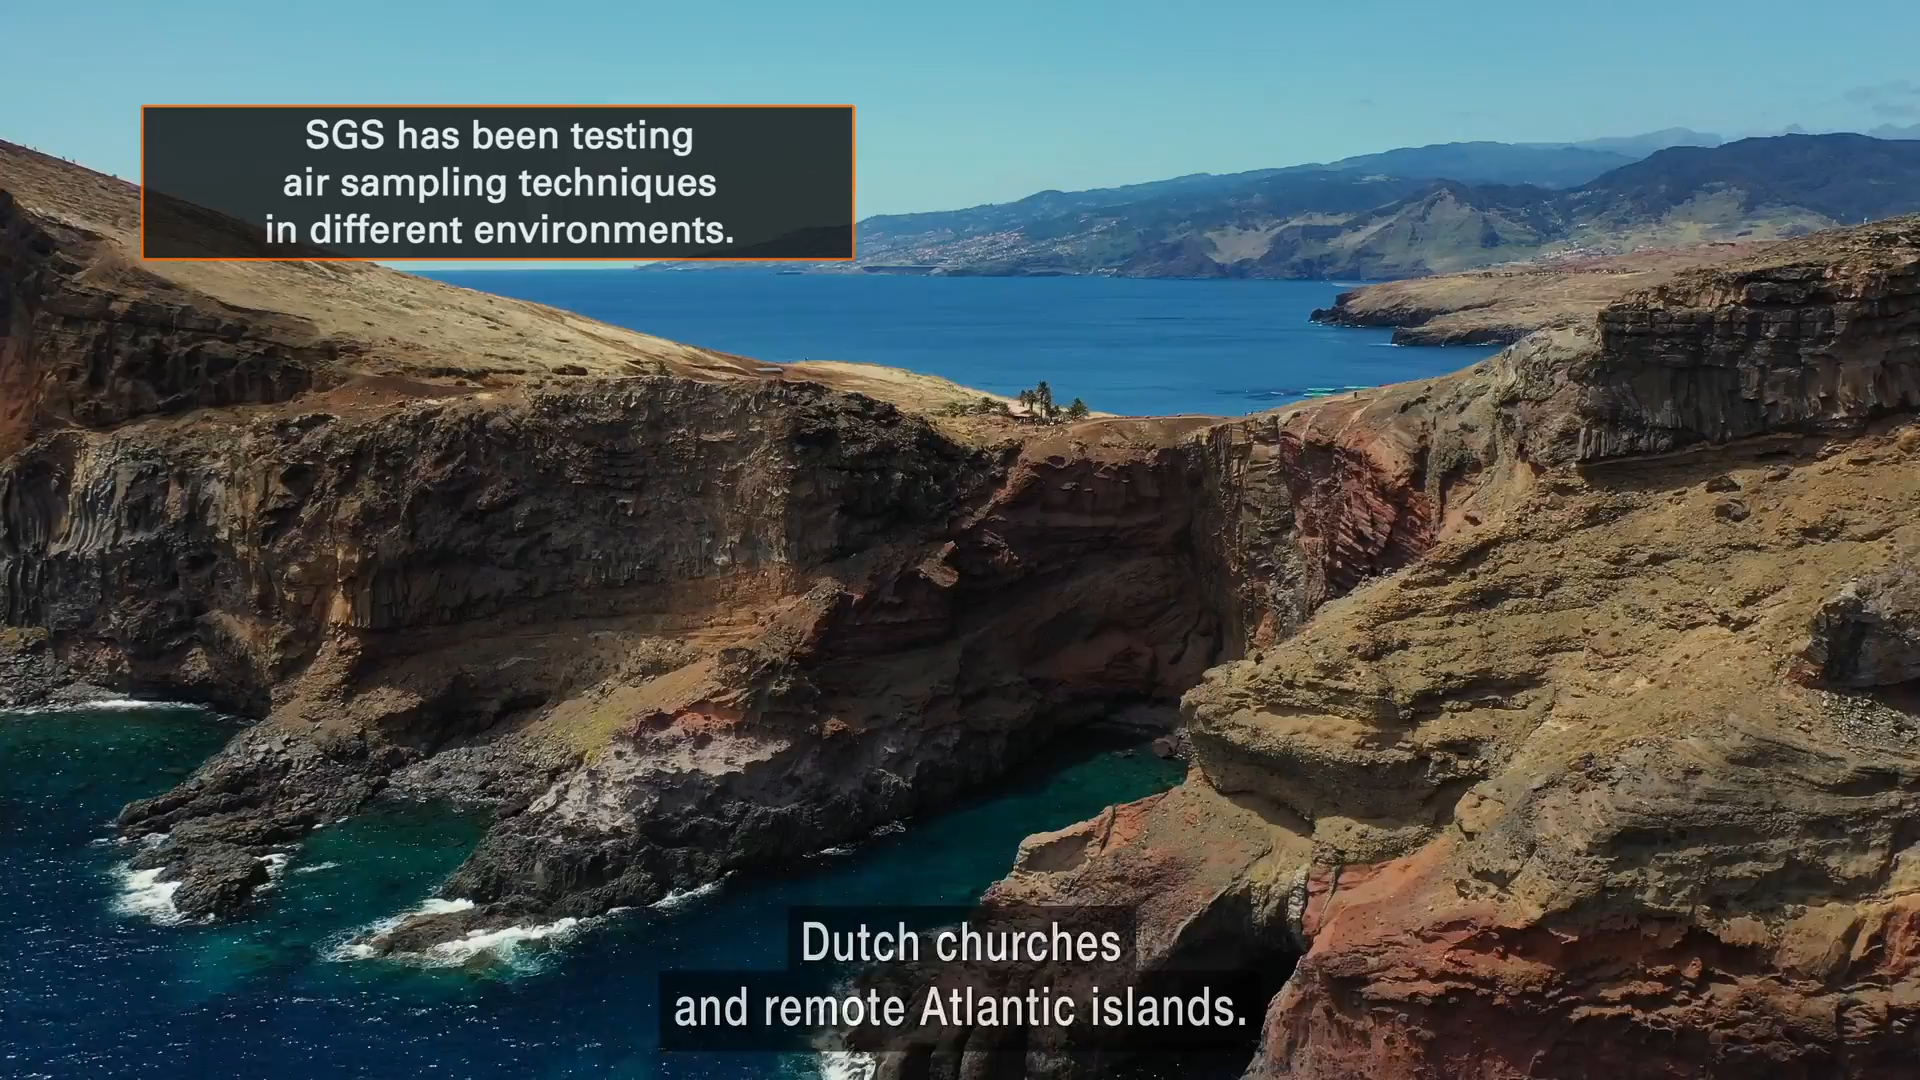 SGS has been testing
air sampling techniques
in different environments.
Dutch churches
and remote Atlantic islands.